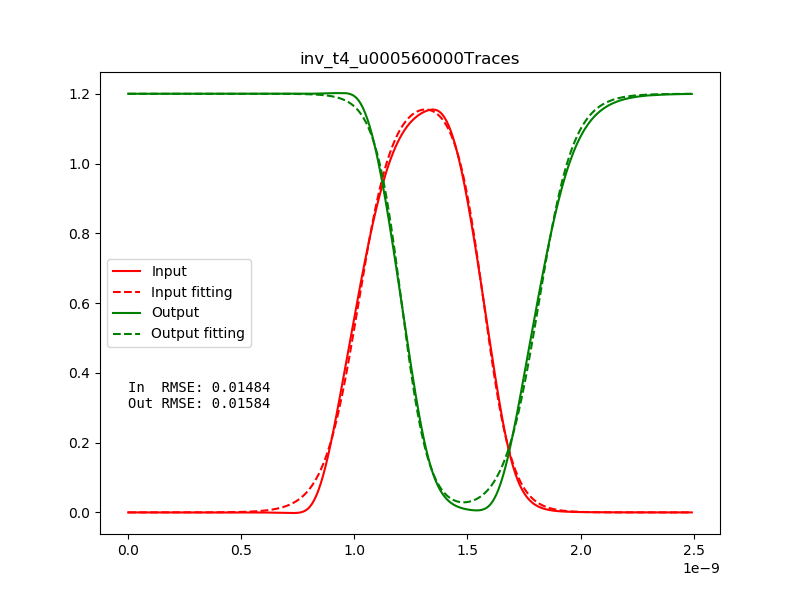 inv_t4_u000560000Traces
1.2
1.0
0.8
0.6
0.4
0.2
0.0
Input
Input fitting
Output
Output fitting
In  RMSE: 0.01484
Out RMSE: 0.01584
0.0 0.5 1.0 1.5 2.0 2.5
1e−9